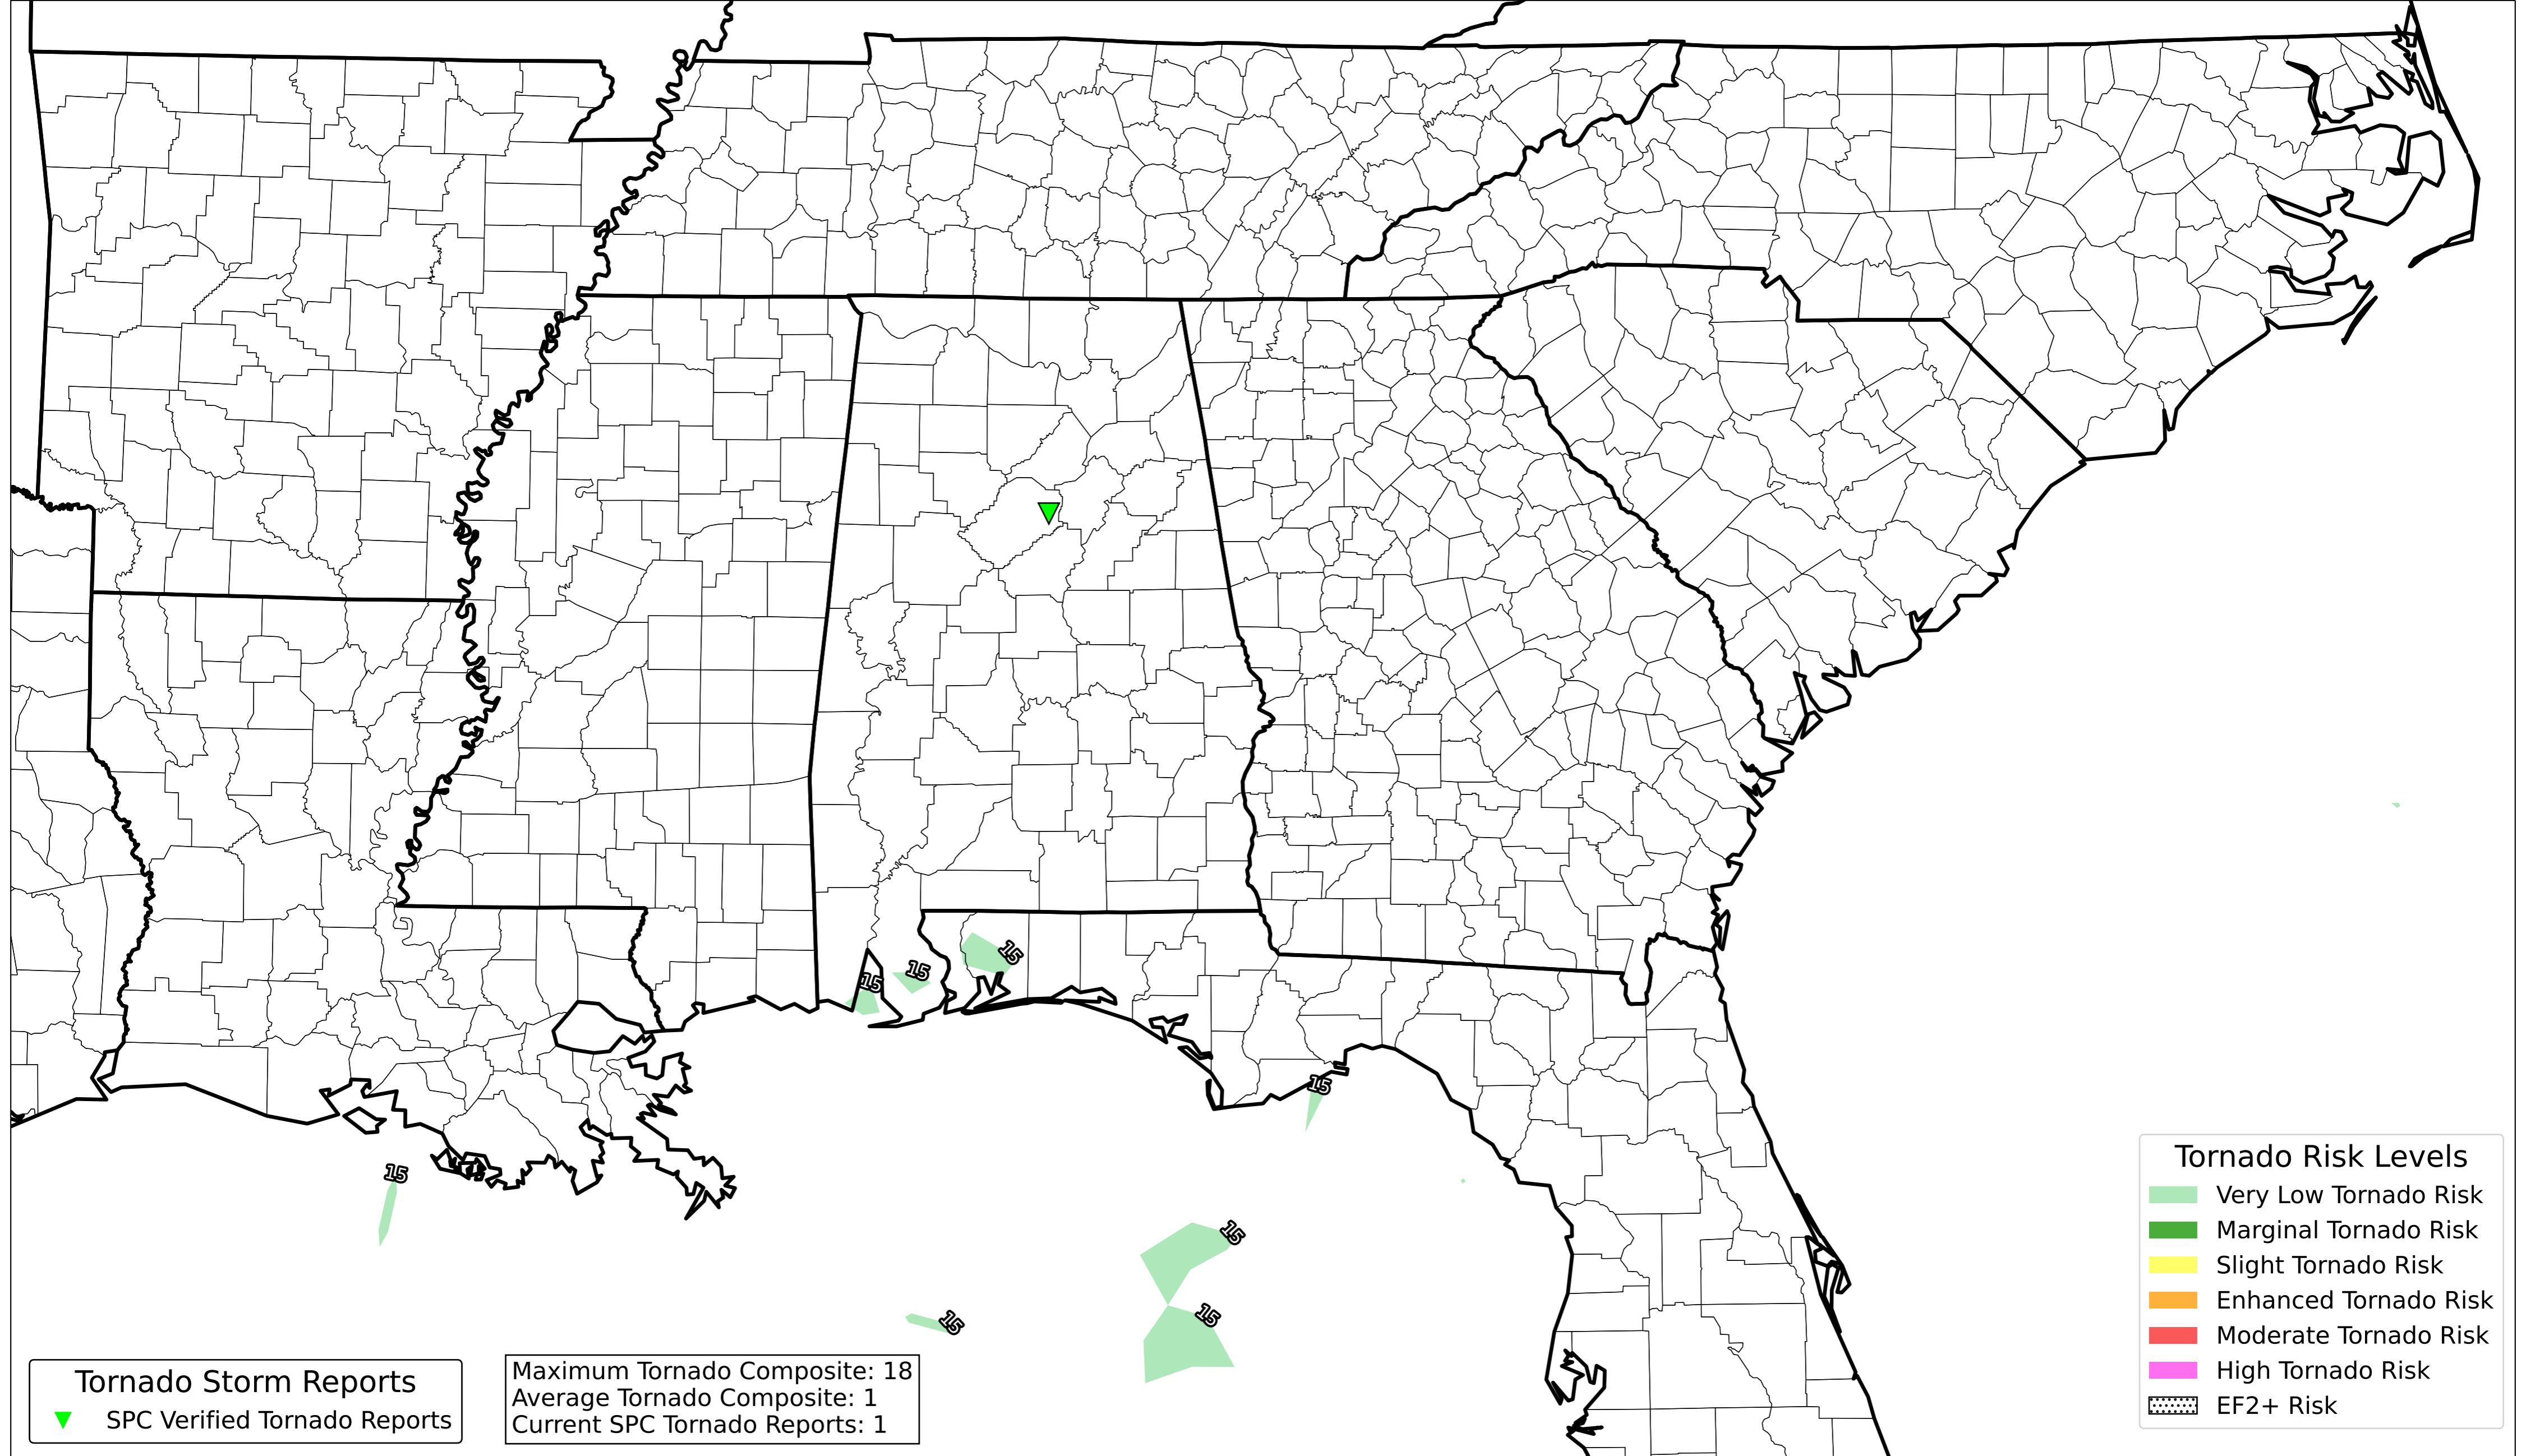 15
15
15
15
15
15
15
15
Tornado Risk Levels
Very Low Tornado Risk
Marginal Tornado Risk
Slight Tornado Risk
Enhanced Tornado Risk
Moderate Tornado Risk
High Tornado Risk
EF2+ Risk
Tornado Storm Reports
SPC Verified Tornado Reports
Maximum Tornado Composite: 18
Average Tornado Composite: 1
Current SPC Tornado Reports: 1